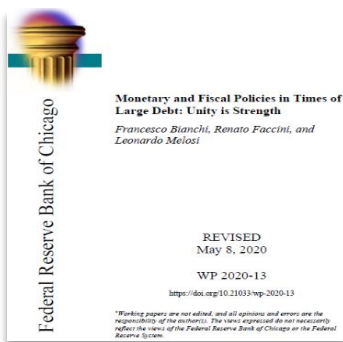 Federal Reserve Bank of Chicago
Monetary and Fiscal Policies in Times of
Large Debt: Unity is Strength
Francesco Bianchi, Renato Faccini, and
Leonardo Melosi
REVISED
May 8, 2020
WP 2020-13
https://doi.org/10.21033/wp-2020-13
*Working papers are not edited, and all opinions and errors are the
responsibility of the author(s). The views expressed do not necessarily
reflect the views of the Federal Reserve Bank of Chicago or the Federal
Reserve System.